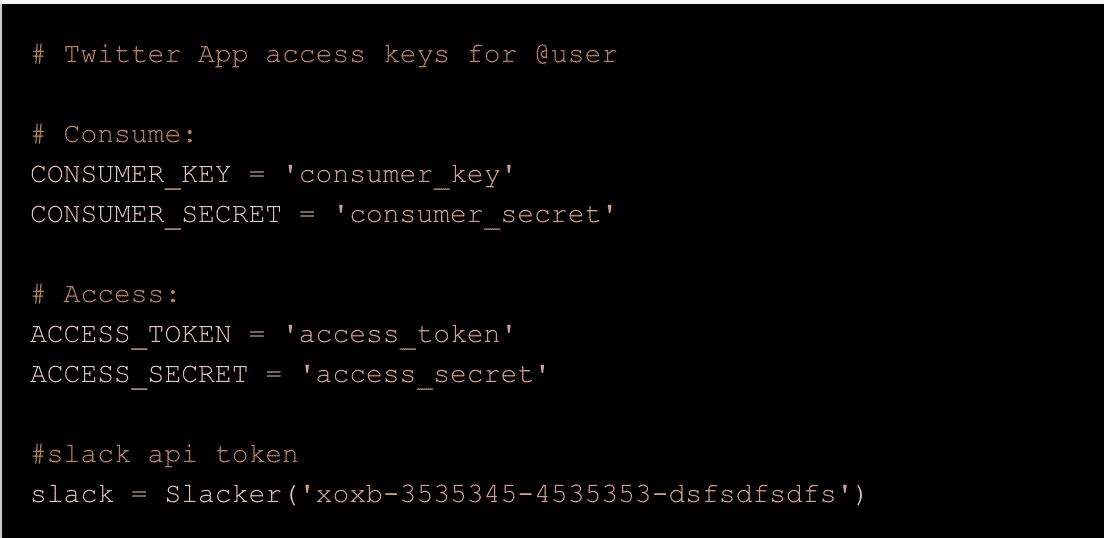 # Twitter App access keys for @user
# Consume:
CONSUMER_KEY = 'consumer_key'
CONSUMER_SECRET = 'consumer_secret'
# Access:
ACCESS_TOKEN = 'access_token'
ACCESS_SECRET = 'access_secret'
#slack api token
slack = Slacker('xoxb-3535345-4535353-dsfsdfsdfs')